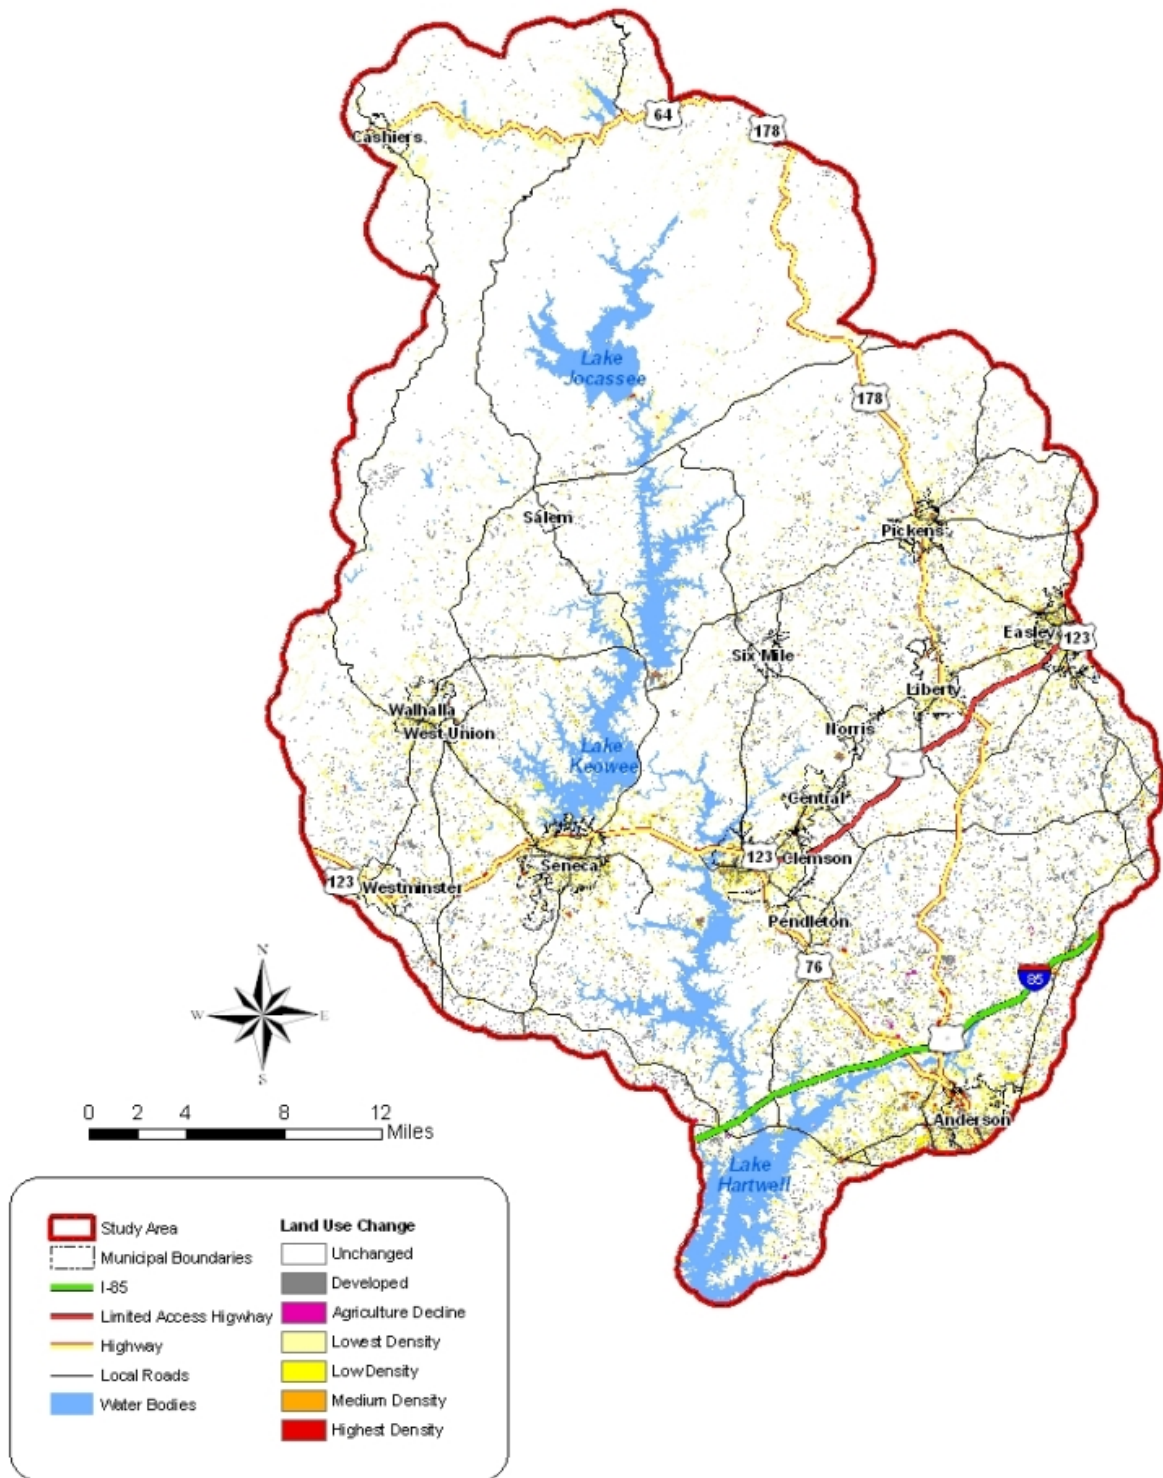 64
178
Cashiers
Lake
Jocassee
178
Salem
Pickens
Easley
123
Six Mile
Liberty
Walhalla
West Union
Norris
Lake
Keowee
Central
123
Clemson
Seneca
123
Westminster
Pendleton
76
85
N
W
E
S
Anderson
0 2 4 8 12
Miles
Lake
Hartwell
Study Area
Municipal Boundaries
I-85
Limited Access Higwhay
Highway
Local Roads
Water Bodies
Land Use Change
Unchanged
Developed
Agriculture Decline
Lowest Density
Low Density
Medium Density
Highest Density